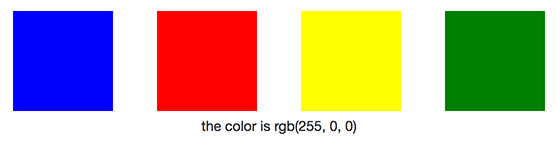 the color is rgb(255, 0, 0)